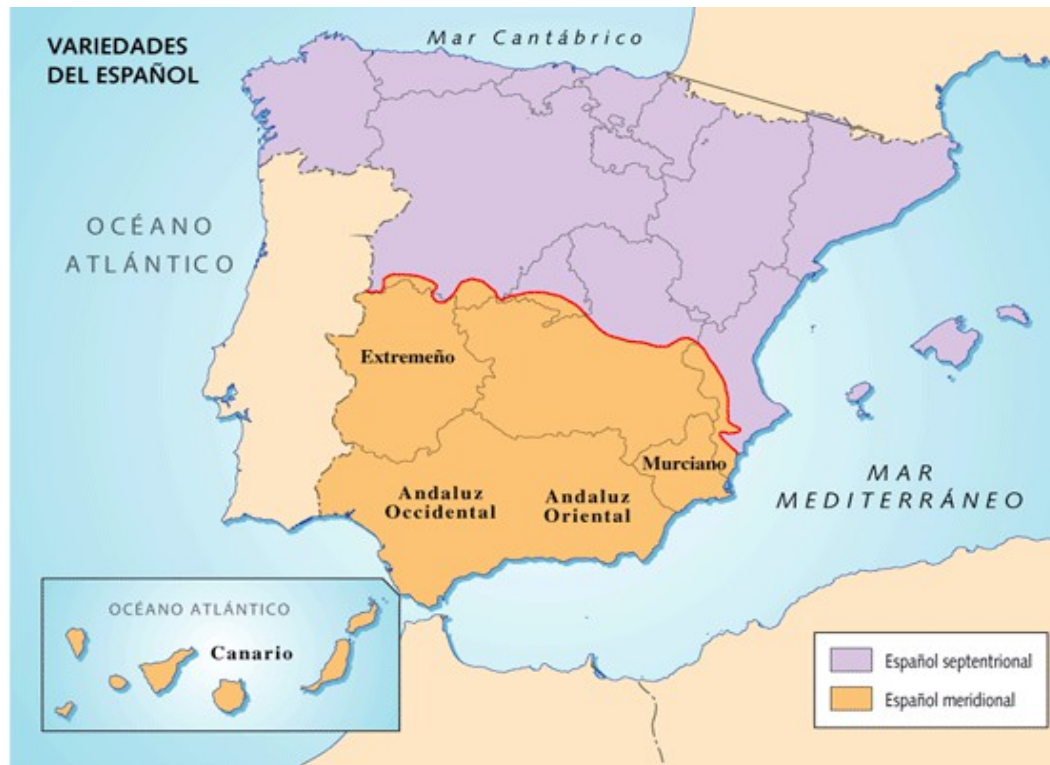 VARIEDADES
DEL ESPAÑOL
Mar Cantábrico
OCÉANO
ATLÁNTICO
Extremeño
Murciano
Andaluz
Occidental
Andaluz
Oriental
MAR
MEDITERRÁNEO
OCÉANO ATLÁNTICO
Canario
Español septentrional
Español meridional